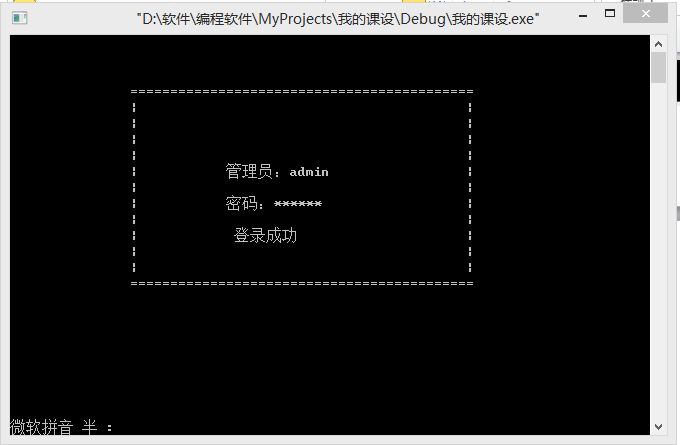 "D:\软件\编程软件\MyProjects\我的课设\Debug\我的课设.exe"
管理员：admin
密码：******
登录成功
微软拼音 半 ：